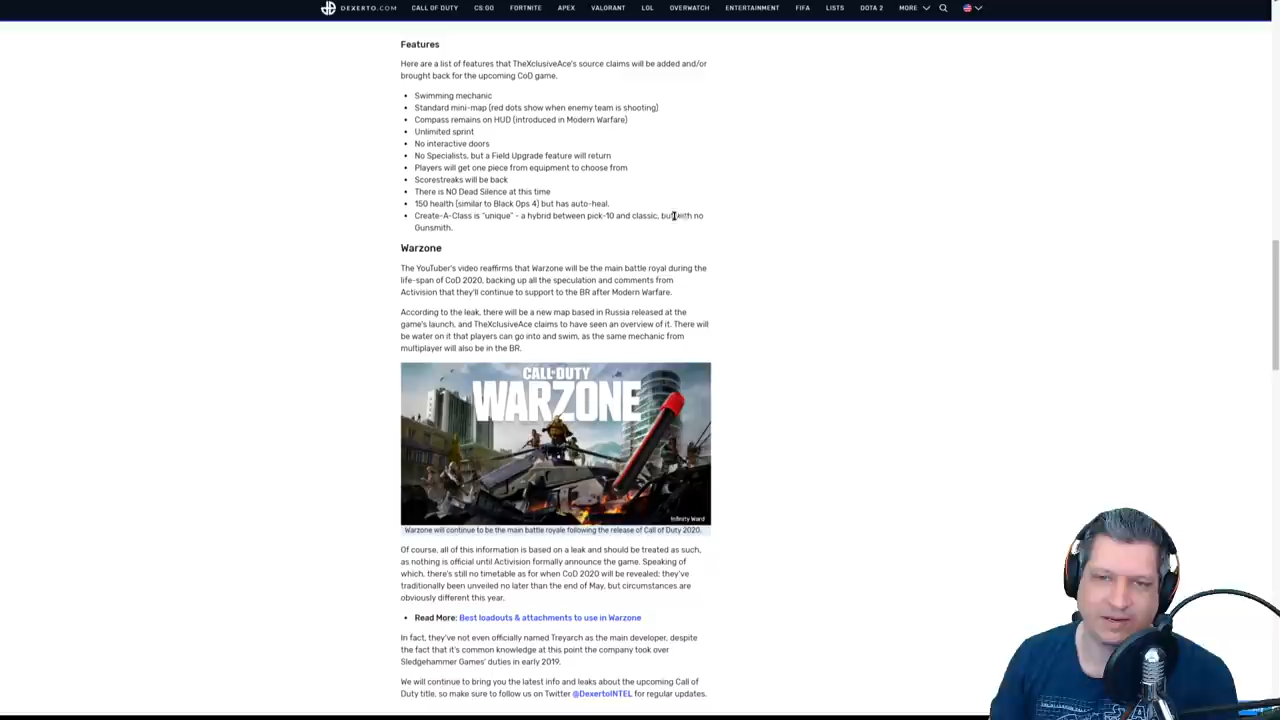 DEXERTO.COM CALL OF DUTY CS:GO FORTNITE APEX VALORANT LOL OVERWATCH ENTERTAINMENT FIFA LISTS DOTA 2 MORE
Features
Here are a list of features that TheXclusiveAce's source claims will be added and/or
brought back for the upcoming CoD game.
• Swimming mechanic
• Standard mini-map (red dots show when enemy team is shooting)
• Compass remains on HUD (introduced in Modern Warfare)
• Unlimited sprint
• No interactive doors
• No Specialists, but a Field Upgrade feature will return
• Players will get one piece from equipment to choose from
• Scorestreaks will be back
• There is NO Dead Silence at this time
• 150 health (similar to Black Ops 4) but has auto-heal.
• Create-A-Class is "unique" - a hybrid between pick-10 and classic, but with no
Gunsmith.
Warzone
The YouTuber's video reaffirms that Warzone will be the main battle royal during the
life-span of CoD 2020, backing up all the speculation and comments from
Activision that they'll continue to support to the BR after Modern Warfare.
According to the leak, there will be a new map based in Russia released at the
game's launch, and TheXclusiveAce claims to have seen an overview of it. There will
be water on it that players can go into and swim, as the same mechanic from
multiplayer will also be in the BR.
CALL OF DUTY
WARZONE
Infinity Ward
Warzone will continue to be the main battle royale following the release of Call of Duty 2020.
Of course, all of this information is based on a leak and should be treated as such,
as nothing is official until Activision formally announce the game. Speaking of
which, there's still no timetable as for when CoD 2020 will be revealed; they've
traditionally been unveiled no later than the end of May, but circumstances are
obviously different this year.
• Read More: Best loadouts & attachments to use in Warzone
In fact, they've not even officially named Treyarch as the main developer, despite
the fact that it's common knowledge at this point the company took over
Sledgehammer Games' duties in early 2019.
We will continue to bring you the latest info and leaks about the upcoming Call of
Duty title, so make sure to follow us on Twitter @DexertoINTEL for regular updates.